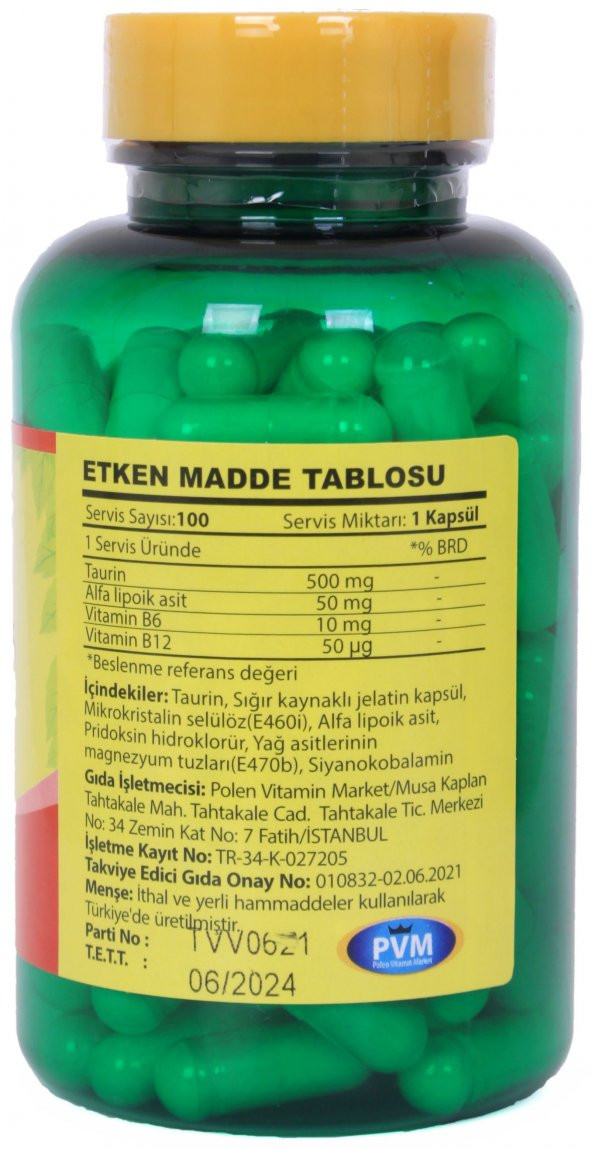 ETKEN MADDE TABLOSU
Servis Sayısı:100 Servis Miktarı: 1 Kapsül
1 Servis Üründe *% BRD
Taurin 500 mg -
Alfa lipoik asit 50 mg -
Vitamin B6 10 mg -
Vitamin B12 50 µg -
*Beslenme referans değeri
İçindekiler: Taurin, Sığır kaynaklı jelatin kapsül,
Mikrokristalin selülöz(E460i), Alfa lipoik asit,
Pridoksin hidroklorür, Yağ asitlerinin
magnezyum tuzları(E470b), Siyanokobalamin
Gıda İşletmecisi: Polen Vitamin Market/Musa Kaplan
Tahtakale Mah. Tahtakale Cad. Tahtakale Tic. Merkezi
No: 34 Zemin Kat No: 7 Fatih/İSTANBUL
İşletme Kayıt No: TR-34-K-027205
Takviye Edici Gıda Onay No: 010832-02.06.2021
Menşe: İthal ve yerli hammaddeler kullanılarak
Türkiye'de üretilmiştir.
Parti No : TVV0621
T.E.T.T. : 06/2024
PVM
Polen Vitamin Market